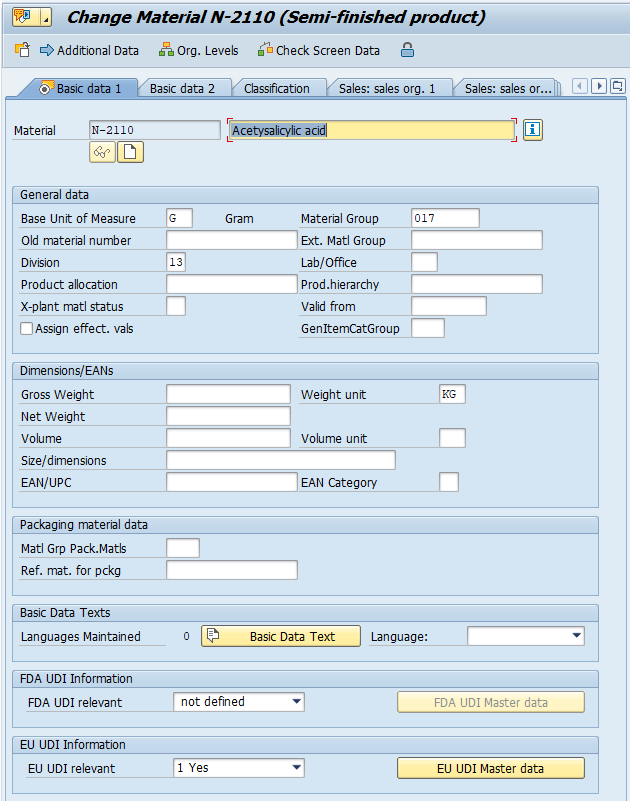 Change Material N-2110 (Semi-finished product)
Additional Data Org. Levels Check Screen Data
Basic data 1 Basic data 2 Classification Sales: sales org. 1 Sales: sales or...
Material N-2110 Acetysalicylic acid
General data
Base Unit of Measure G Gram Material Group 017
Old material number Ext. Matl Group
Division 13 Lab/Office
Product allocation Prod.hierarchy
X-plant matl status Valid from
Assign effect. vals GenItemCatGroup
Dimensions/EANs
Gross Weight Weight unit KG
Net Weight
Volume Volume unit
Size/dimensions
EAN/UPC EAN Category
Packaging material data
Matl Grp Pack.Matls
Ref. mat. for pckg
Basic Data Texts
Languages Maintained 0 Basic Data Text Language:
FDA UDI Information
FDA UDI relevant not defined FDA UDI Master data
EU UDI Information
EU UDI relevant 1 Yes EU UDI Master data